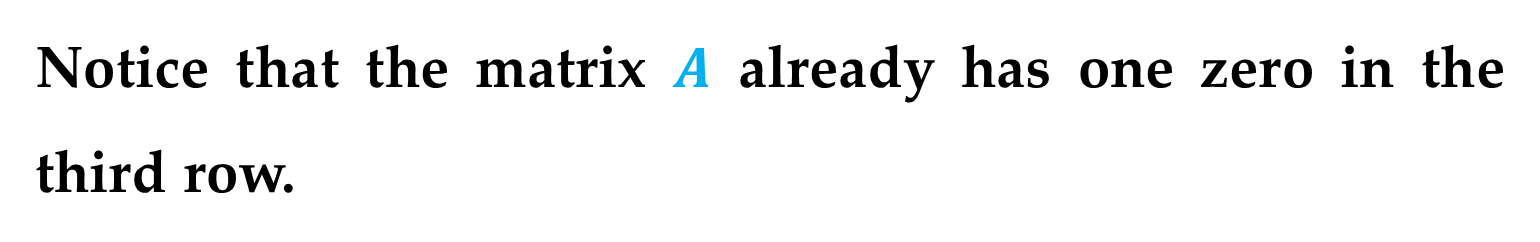 Notice that the matrix A already has one zero in the
third row.